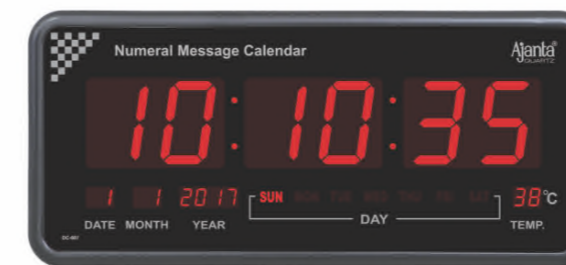 Numeral Message Calendar
Ajanta
QUARTZ
10:10:35
1 1 2017 SUN MON TUE WED THU FRI SAT 38°C
DATE MONTH YEAR DAY TEMP.